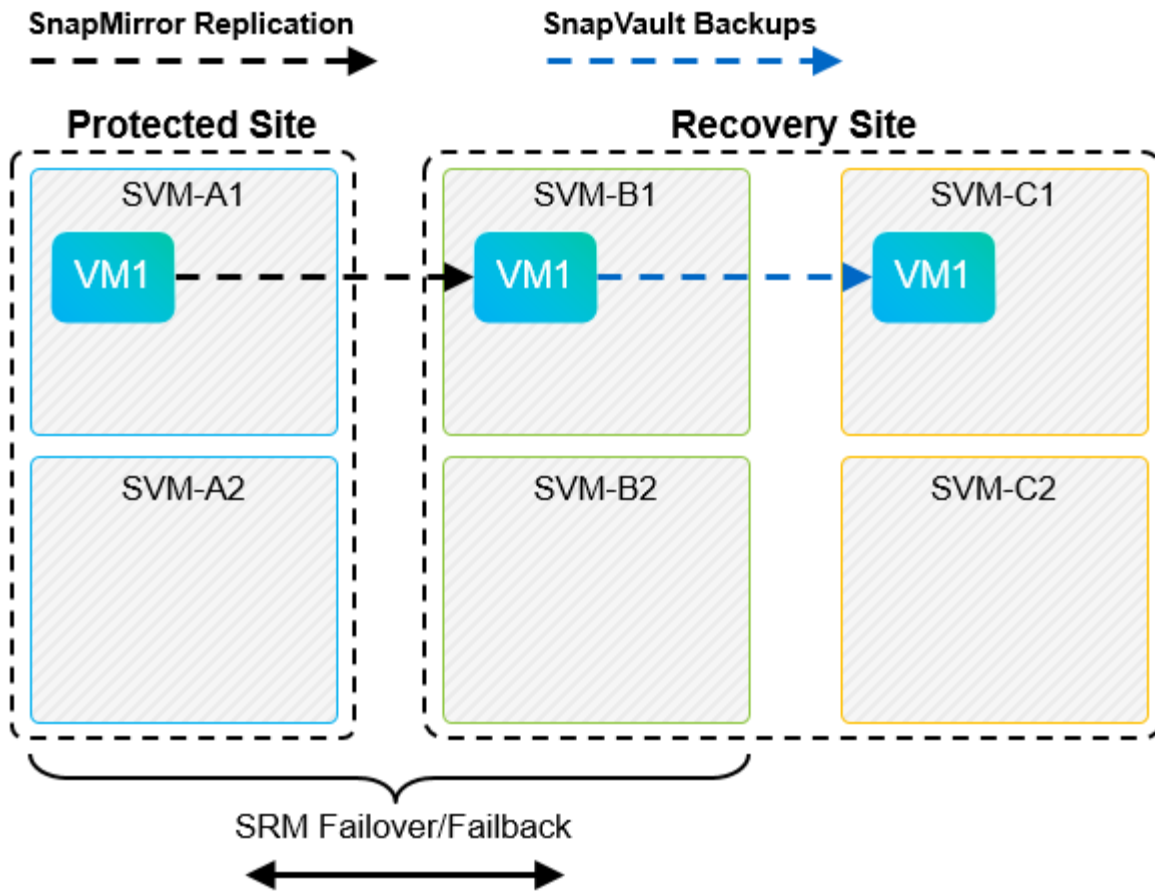 SnapMirror Replication
SnapVault Backups
Protected Site
Recovery Site
SVM-A1
SVM-B1
SVM-C1
VM1
VM1
VM1
SVM-A2
SVM-B2
SVM-C2
SRM Failover/Failback